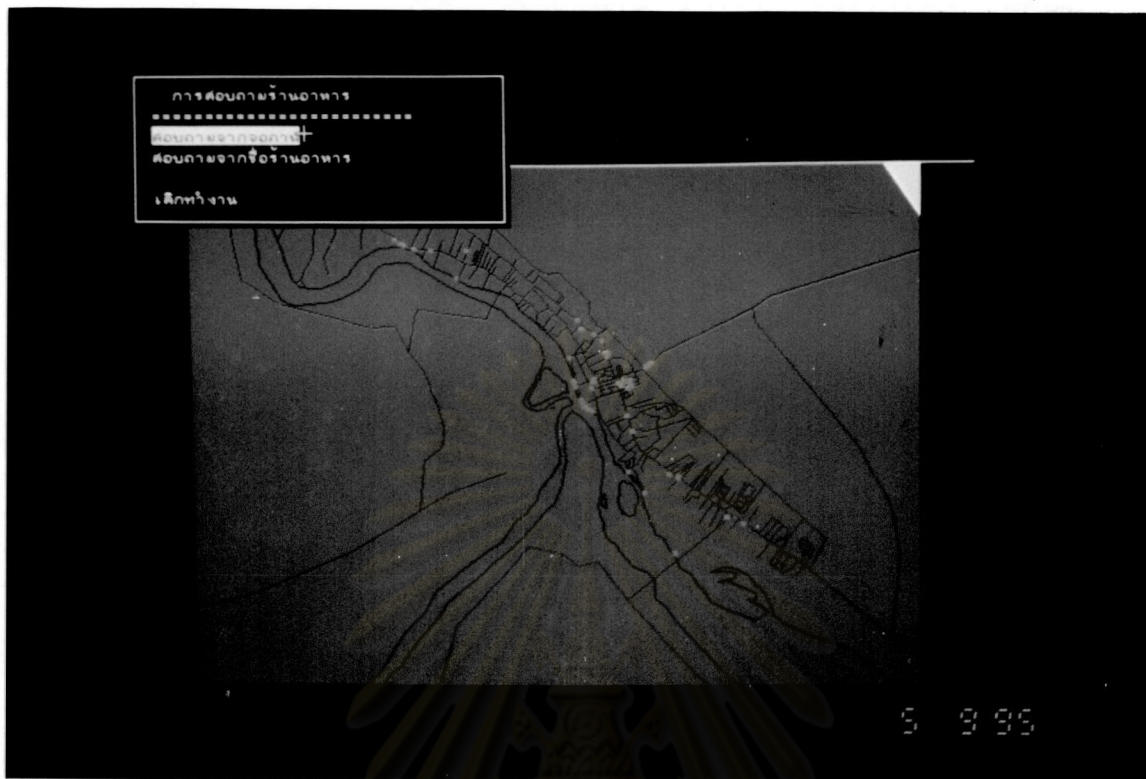 การสอบถามร้านอาหาร
สอบถามจากจอภาพ
สอบถามจากชื่อร้านอาหาร
เลิกทำงาน
5 9 95